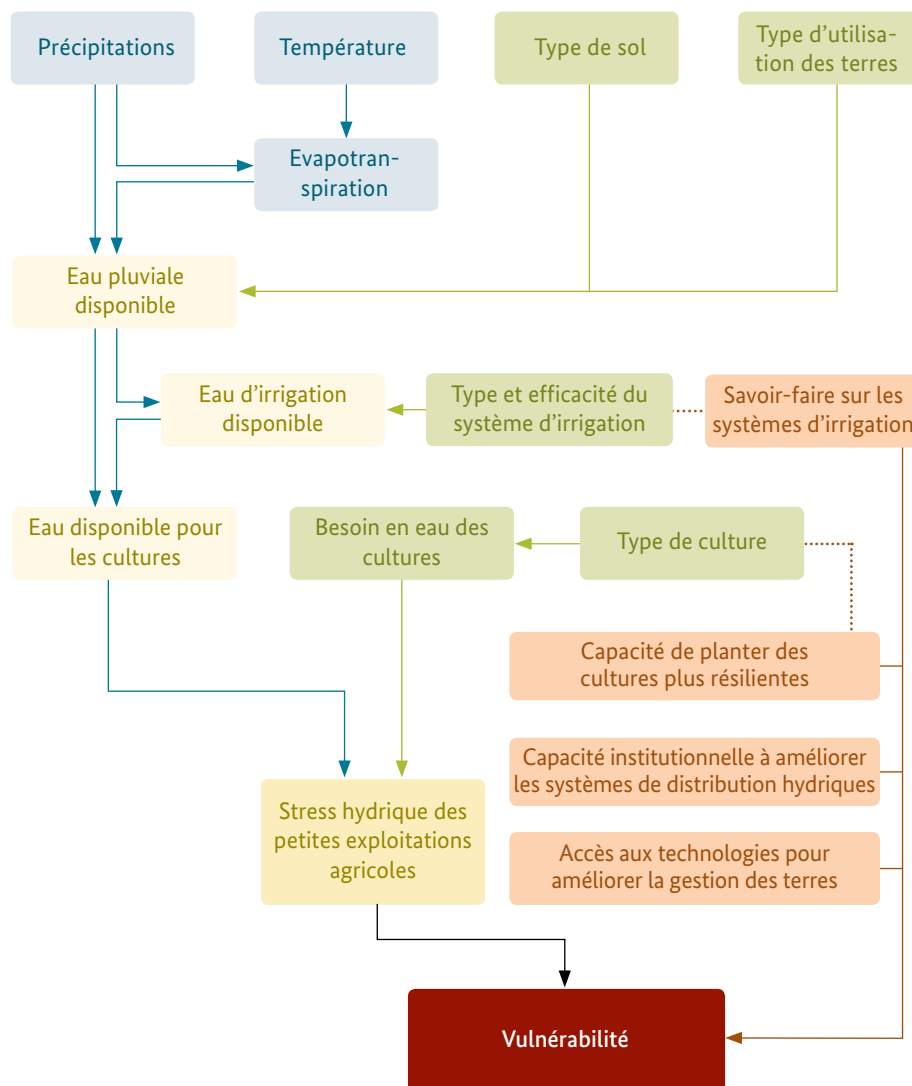 Précipitations
Température
Type de sol
Type d'utilisa-
tion des terres
Evapotran-
spiration
Eau pluviale
disponible
Eau d'irrigation
disponible
Type et efficacité du
système d'irrigation
Savoir-faire sur les
systèmes d'irrigation
Eau disponible pour
les cultures
Besoin en eau des
cultures
Type de culture
Capacité de planter des
cultures plus résilientes
Capacité institutionnelle à améliorer
les systèmes de distribution hydriques
Stress hydrique des
petites exploitations
agricoles
Accès aux technologies pour
améliorer la gestion des terres
Vulnérabilité